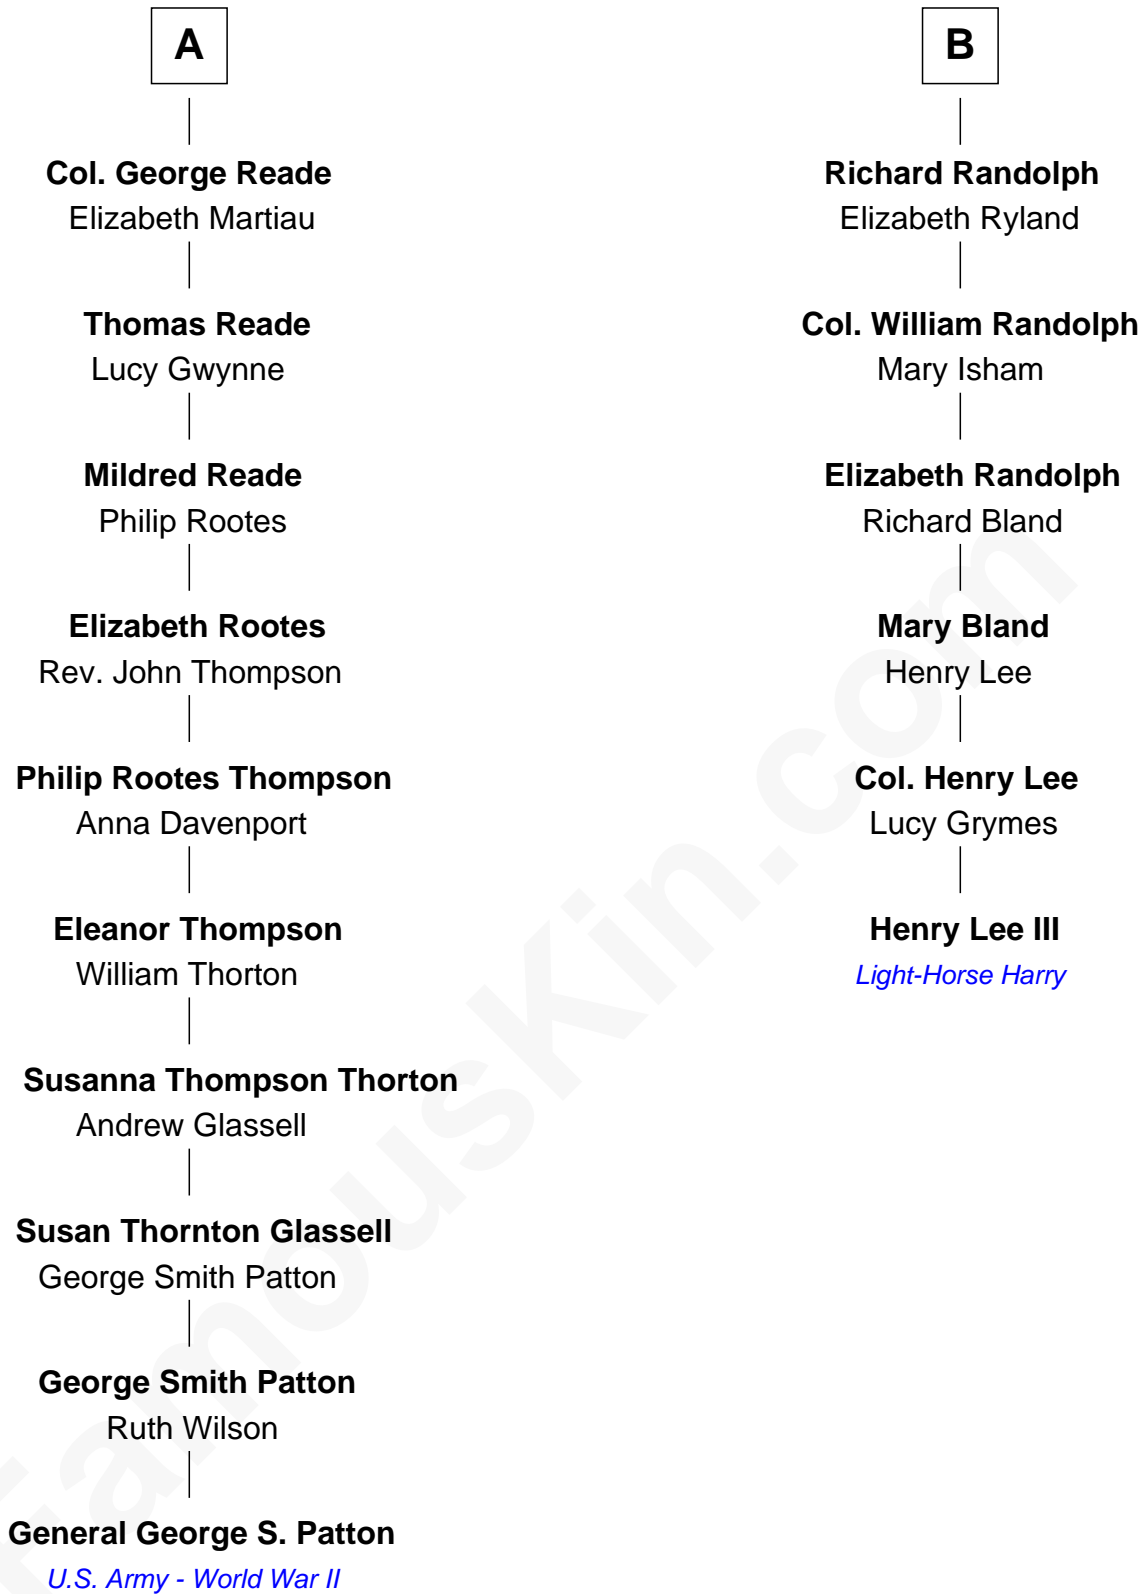 A
Col. George Reade
Elizabeth Martiau
Thomas Reade
Lucy Gwynne
Mildred Reade
Philip Rootes
Elizabeth Rootes
Rev. John Thompson
Philip Rootes Thompson
Anna Davenport
Eleanor Thompson
William Thorton
Susanna Thompson Thorton
Andrew Glassell
Susan Thornton Glassell
George Smith Patton
George Smith Patton
Ruth Wilson
General George S. Patton
U.S. Army - World War II
B
Richard Randolph
Elizabeth Ryland
Col. William Randolph
Mary Isham
Elizabeth Randolph
Richard Bland
Mary Bland
Henry Lee
Col. Henry Lee
Lucy Grymes
Henry Lee III
Light-Horse Harry
FamousKin.com